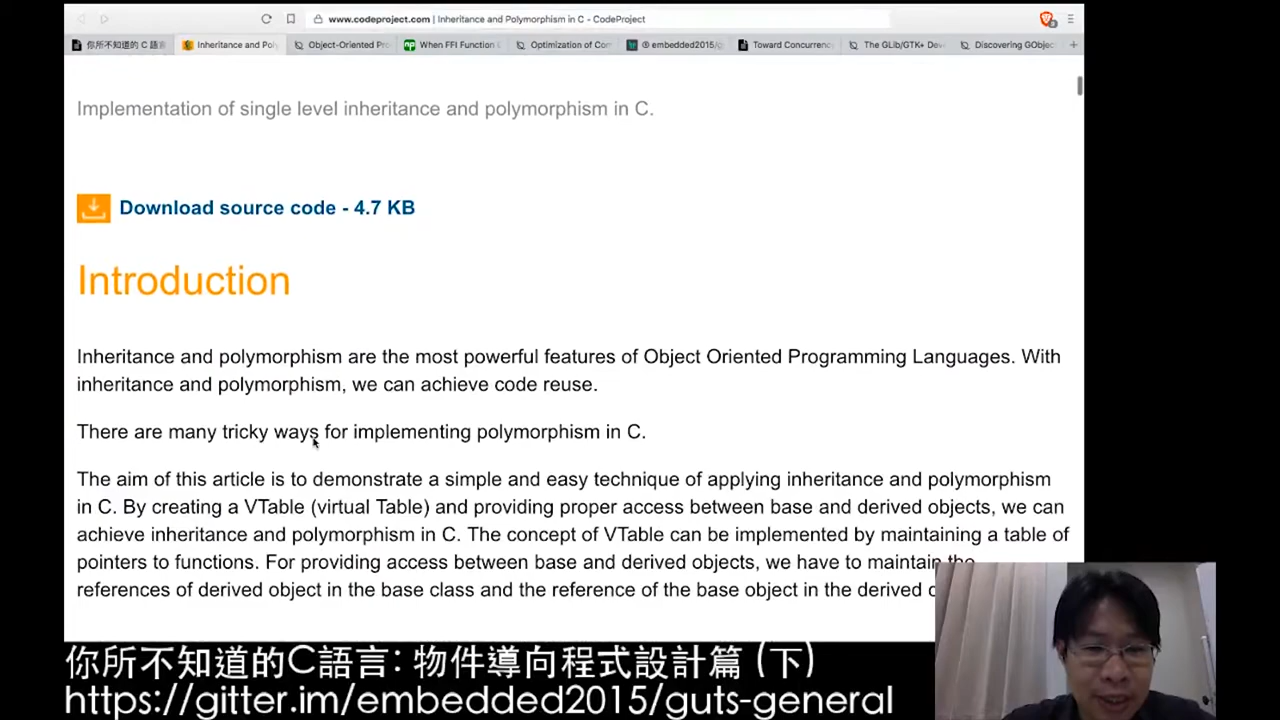 www.codeproject.com | Inheritance and Polymorphism in C - CodeProject
你所不知道的 C 語言
Inheritance and Poly
Object-Oriented Pro
When FFI Function C
Optimization of Con
embedded2015/g
Toward Concurrency
The GLib/GTK+ Dev
Discovering GObjec
Implementation of single level inheritance and polymorphism in C.
Download source code - 4.7 KB
Introduction
Inheritance and polymorphism are the most powerful features of Object Oriented Programming Languages. With
inheritance and polymorphism, we can achieve code reuse.
There are many tricky ways for implementing polymorphism in C.
The aim of this article is to demonstrate a simple and easy technique of applying inheritance and polymorphism
in C. By creating a VTable (virtual Table) and providing proper access between base and derived objects, we can
achieve inheritance and polymorphism in C. The concept of VTable can be implemented by maintaining a table of
pointers to functions. For providing access between base and derived objects, we have to maintain the
references of derived object in the base class and the reference of the base object in the derived
你所不知道的C語言: 物件導向程式設計篇 (下)
https://gitter.im/embedded2015/guts-general